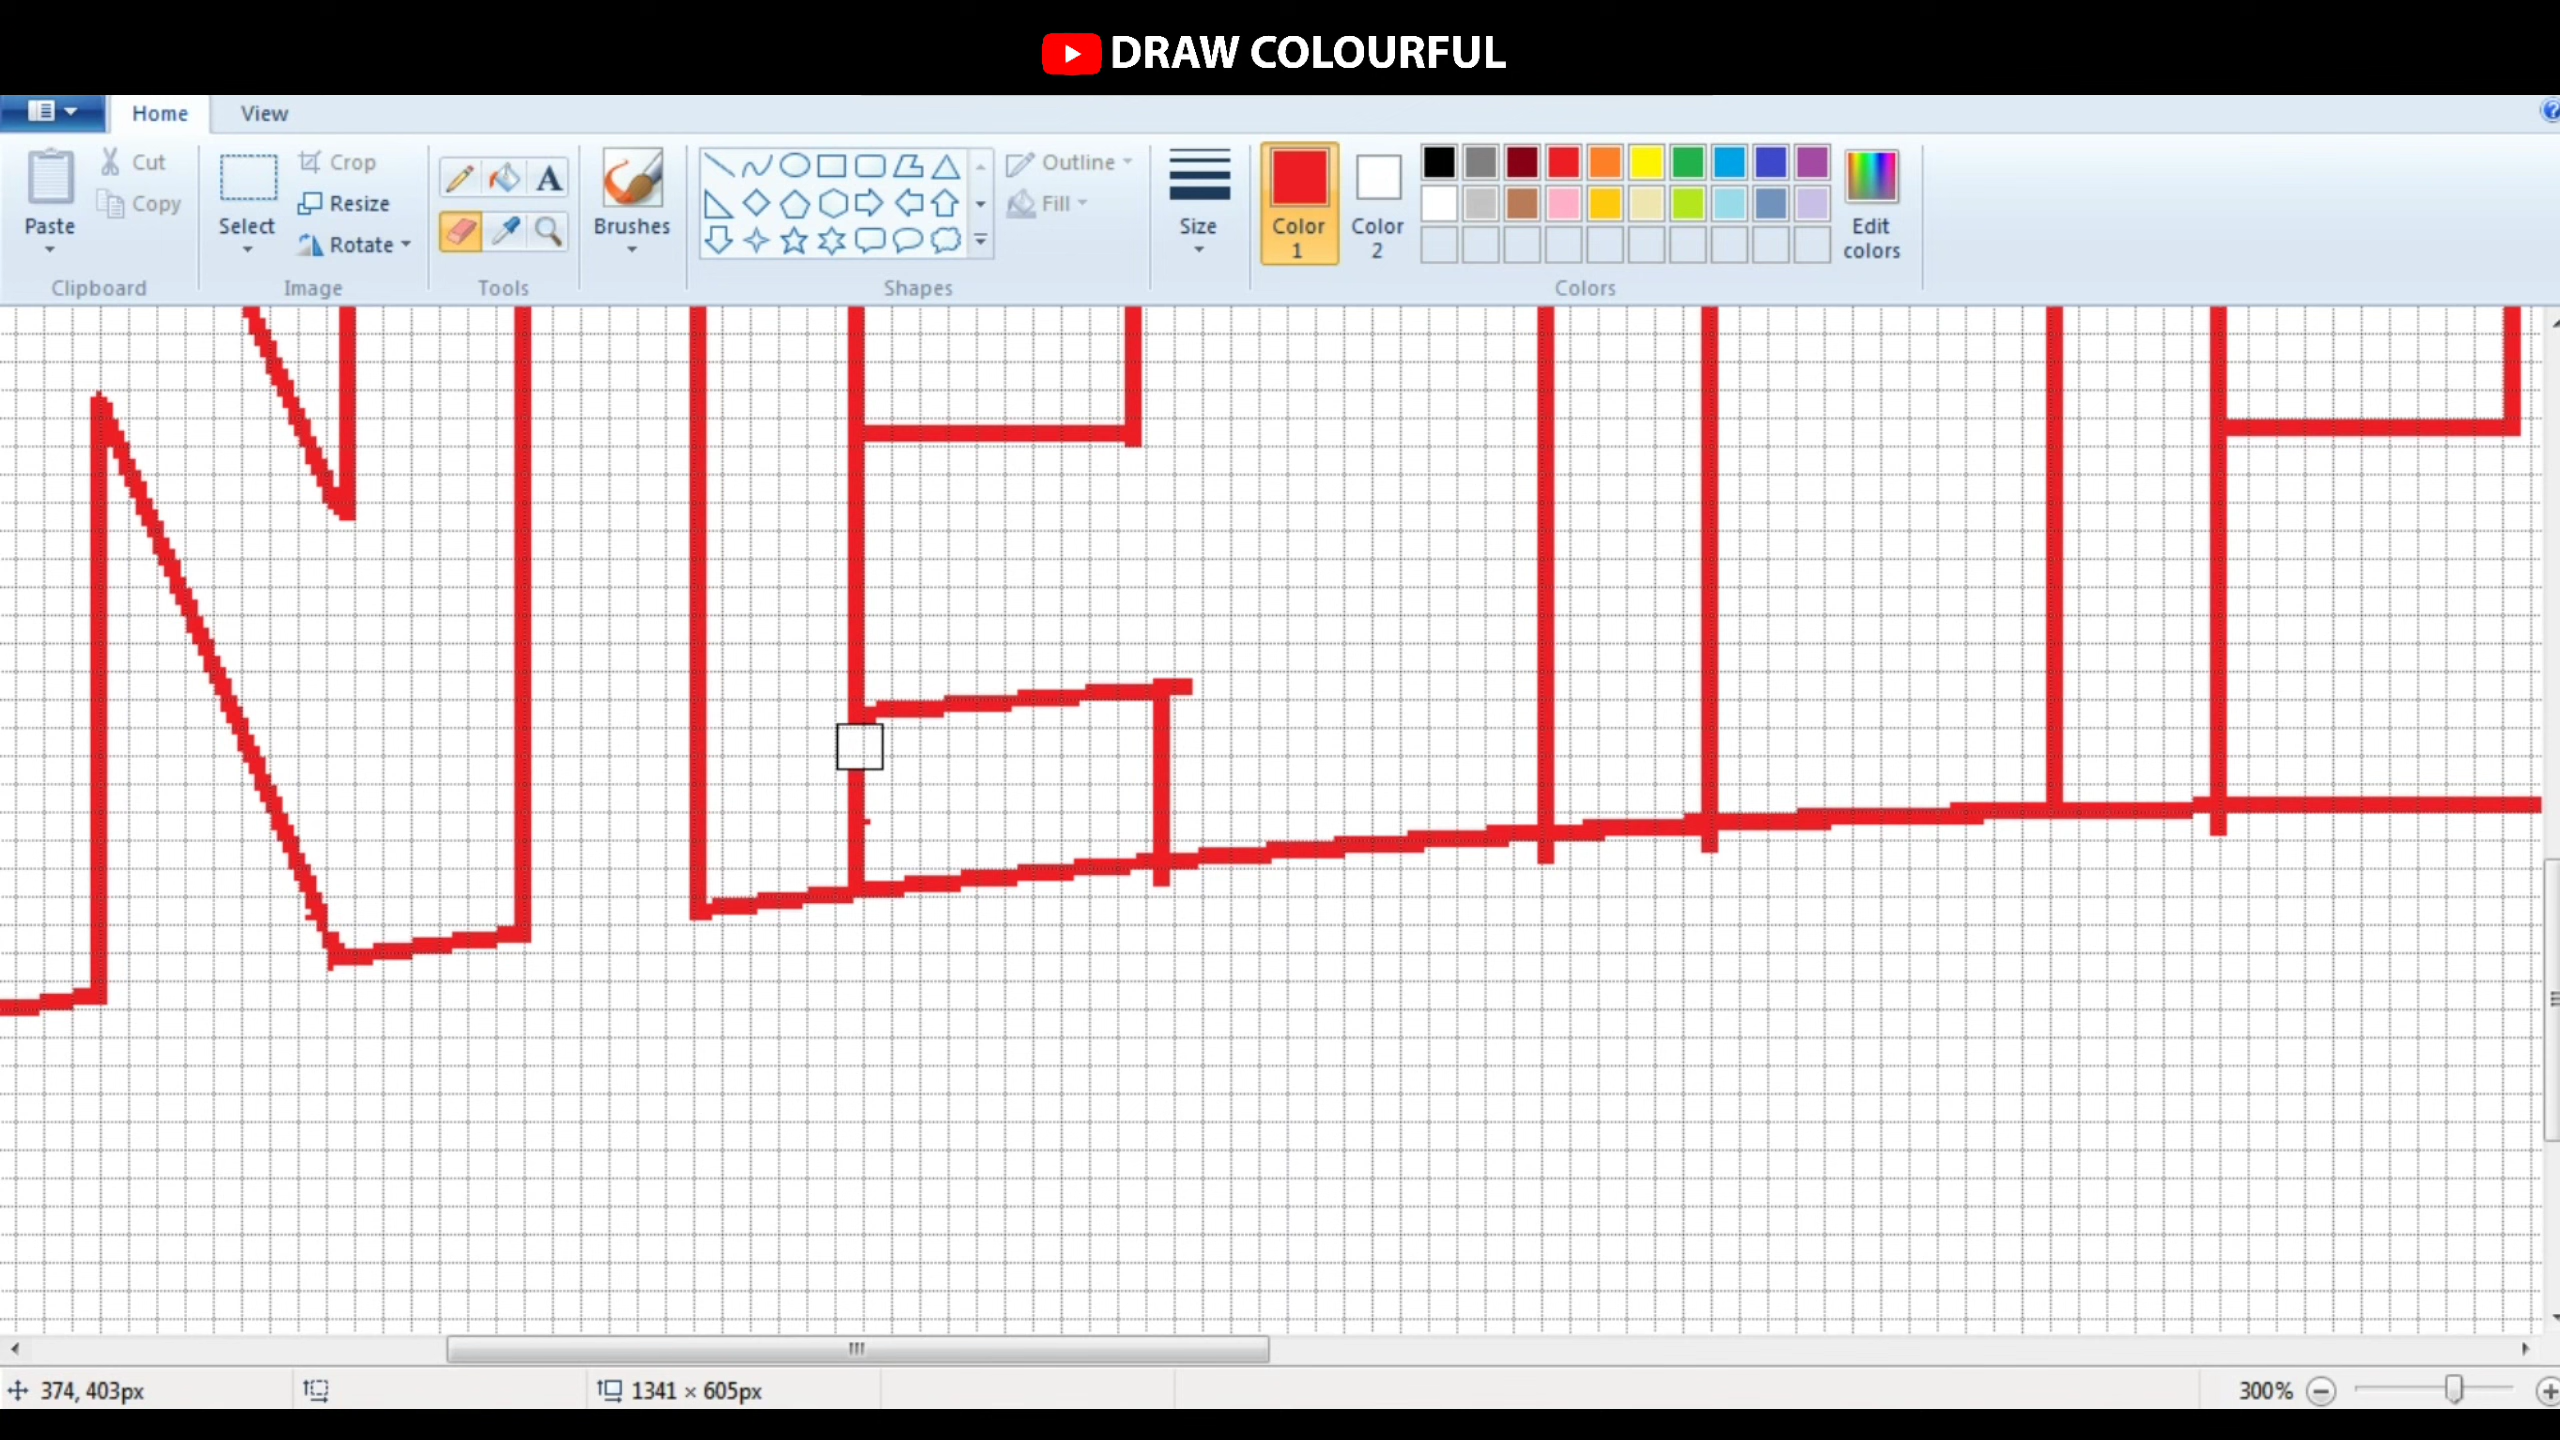 DRAW COLOURFUL
Home View
Paste
Cut
Copy
Clipboard
Select
Crop
Resize
Rotate
Image
A
Tools
Brushes
Shapes
Outline
Fill
Size
Color 1
Color 2
Edit colors
Colors
374, 403px
1341 × 605px
300%